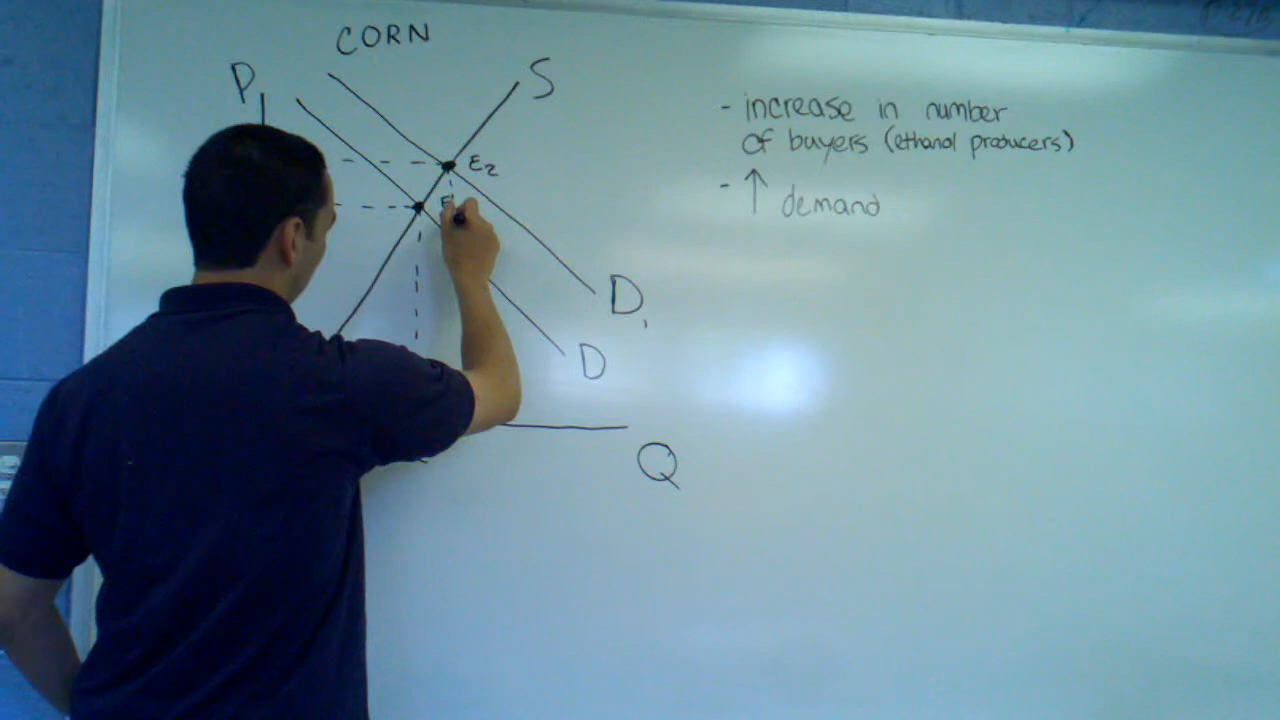 CORN
P
S
- increase in number
of buyers (ethanol producers)
E2
- ↑ demand
E
D1
D
Q